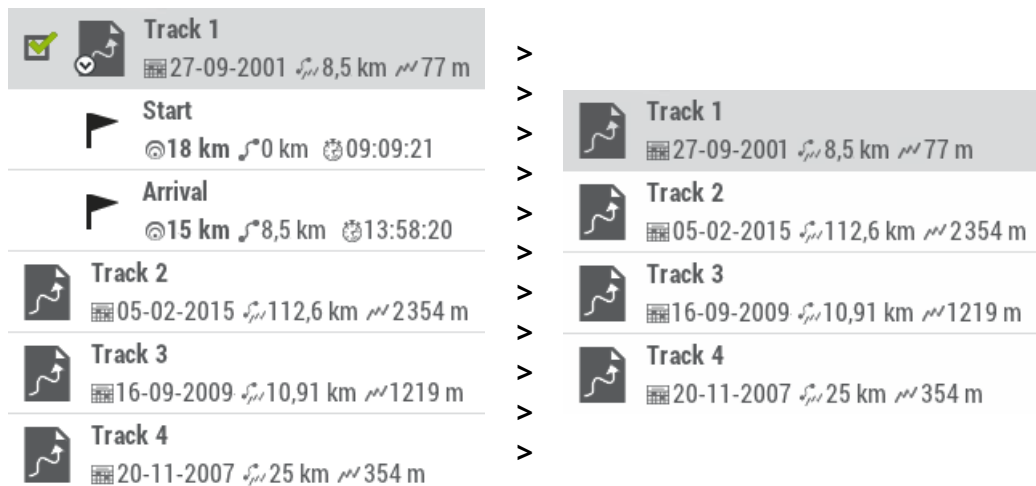 Track 1
27-09-2001 8,5 km 77 m
Start
18 km 0 km 09:09:21
Arrival
15 km 8,5 km 13:58:20
Track 2
05-02-2015 112,6 km 2354 m
Track 3
16-09-2009 10,91 km 1219 m
Track 4
20-11-2007 25 km 354 m
>
>
>
>
>
>
>
>
>
>
>
Track 1
27-09-2001 8,5 km 77 m
Track 2
05-02-2015 112,6 km 2354 m
Track 3
16-09-2009 10,91 km 1219 m
Track 4
20-11-2007 25 km 354 m